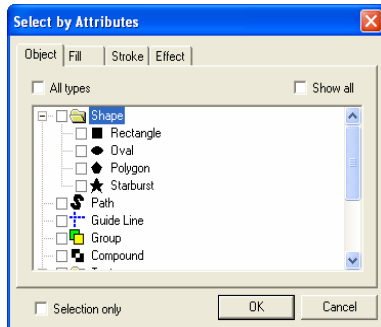 Select by Attributes
Object Fill Stroke Effect
All types Show all
Shape
Rectangle
Oval
Polygon
Starburst
Path
Guide Line
Group
Compound
Selection only OK Cancel